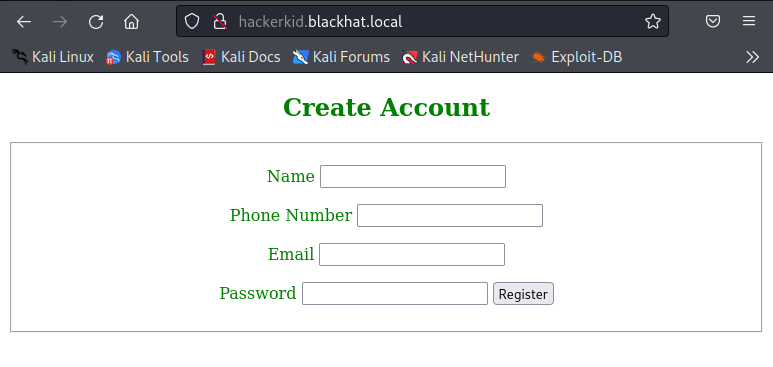 hackerkid.blackhat.local
Kali Linux Kali Tools Kali Docs Kali Forums Kali NetHunter Exploit-DB
Create Account
Name
Phone Number
Email
Password Register